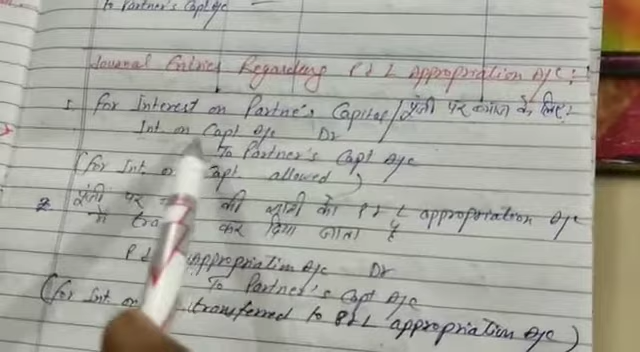 to Partner's Capt A/c
Journal Entries Regarding P & L Appropriation A/c :
1. for Interest on Partner's Capital / पूंजी पर ब्याज के लिए :
Int on Capt A/c Dr
To Partner's Capt A/c
(for Int. on Capt. allowed)
2. पूंजी पर की खाते को P & L appropriation A/c
में कर दिया जाता है
P & L Appropriation A/c Dr
To Partner's Capt A/c
(for Int. on transferred to P&L appropriation A/c)